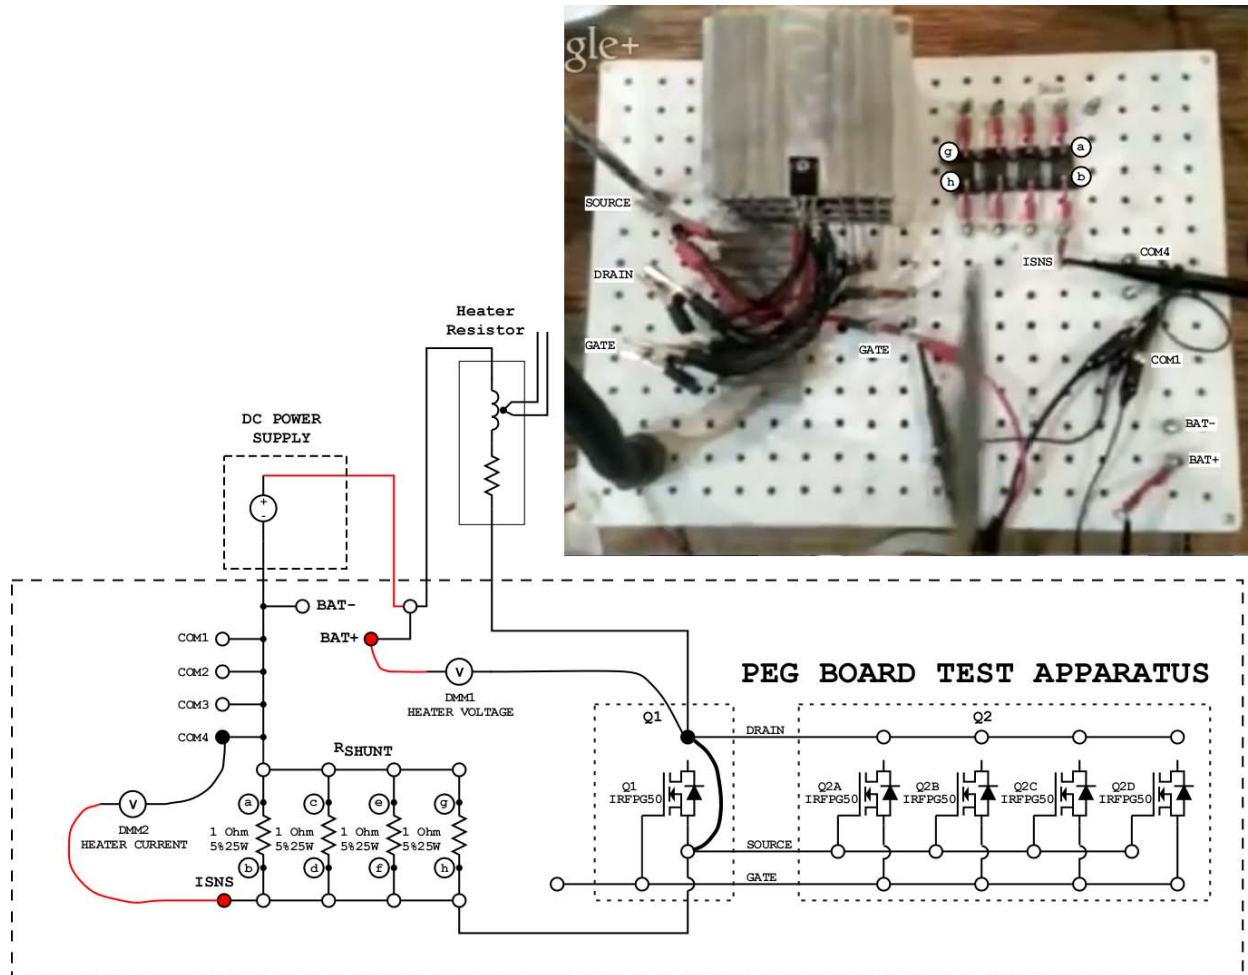 gle+
g
a
h
b
SOURCE
DRAIN
GATE
GATE
ISNS
COM4
COM1
BAT-
BAT+
Heater
Resistor
DC POWER
SUPPLY
+
-
BAT-
BAT+
COM1
COM2
COM3
COM4
V
DMM1
HEATER VOLTAGE
PEG BOARD TEST APPARATUS
RSHUNT
V
DMM2
HEATER CURRENT
a
c
e
g
1 Ohm
5%25W
1 Ohm
5%25W
1 Ohm
5%25W
1 Ohm
5%25W
b
d
f
h
ISNS
Q1
Q2
DRAIN
Q1
IRFPG50
Q2A
IRFPG50
Q2B
IRFPG50
Q2C
IRFPG50
Q2D
IRFPG50
SOURCE
GATE